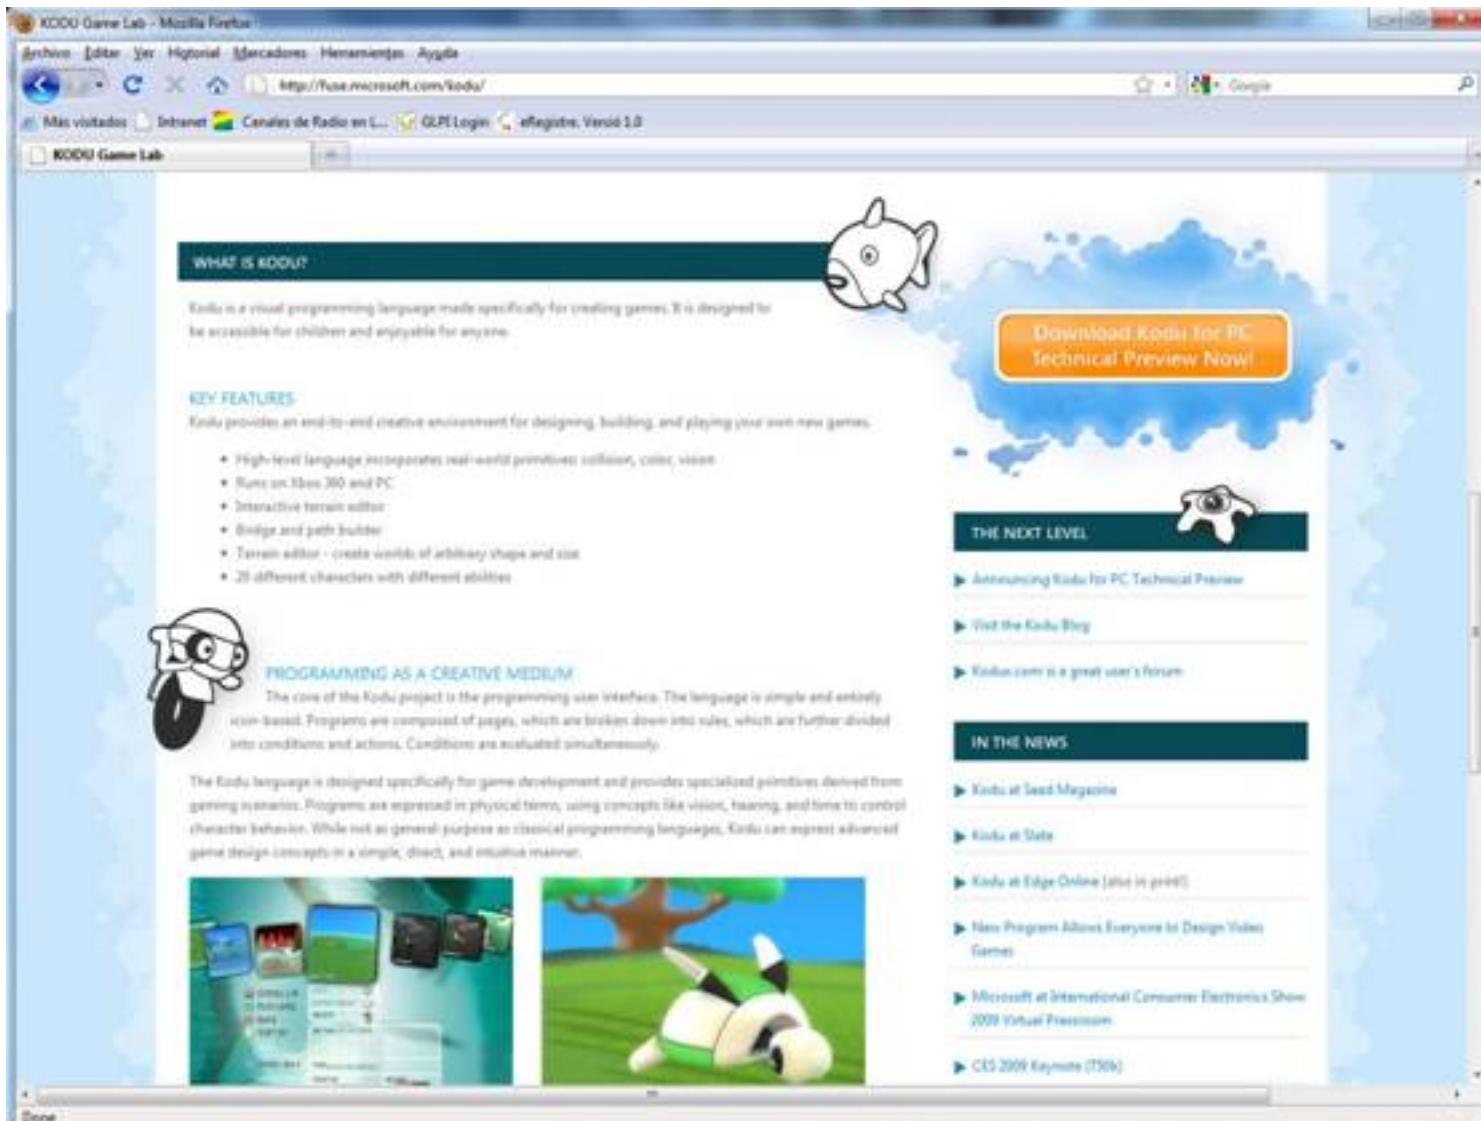 KODU Game Lab - Mozilla Firefox
Archivo Editar Ver Historial Marcadores Herramientas Ayuda
http://fuse.microsoft.com/kodu/
Google
Más visitados Intranet Canales de Radio en L... GLPI Login eRegistre, Versió 1.0
KODU Game Lab
WHAT IS KODU?
Kodu is a visual programming language made specifically for creating games. It is designed to
be accessible for children and enjoyable for anyone.
KEY FEATURES
Kodu provides an end-to-end creative environment for designing, building, and playing your own new games.
• High-level language incorporates real-world primitives: collision, color, vision
• Runs on Xbox 360 and PC
• Interactive terrain editor
• Bridge and path builder
• Terrain editor - create worlds of arbitrary shape and size
• 20 different characters with different abilities
PROGRAMMING AS A CREATIVE MEDIUM
The core of the Kodu project is the programming user interface. The language is simple and entirely
icon-based. Programs are composed of pages, which are broken down into rules, which are further divided
into conditions and actions. Conditions are evaluated simultaneously.
The Kodu language is designed specifically for game development and provides specialized primitives derived from
gaming scenarios. Programs are expressed in physical terms, using concepts like vision, hearing, and time to control
character behavior. While not as general-purpose as classical programming languages, Kodu can express advanced
game design concepts in a simple, direct, and intuitive manner.
Download Kodu for PC
Technical Preview Now!
THE NEXT LEVEL
Announcing Kodu for PC Technical Preview
Visit the Kodu Blog
Kodux.com is a great user's forum
IN THE NEWS
Kodu at Seed Magazine
Kodu at Slate
Kodu at Edge Online (also in print!)
New Program Allows Everyone to Design Video
Games
Microsoft at International Consumer Electronics Show
2009 Virtual Pressroom
CES 2009 Keynote (750k)
Done